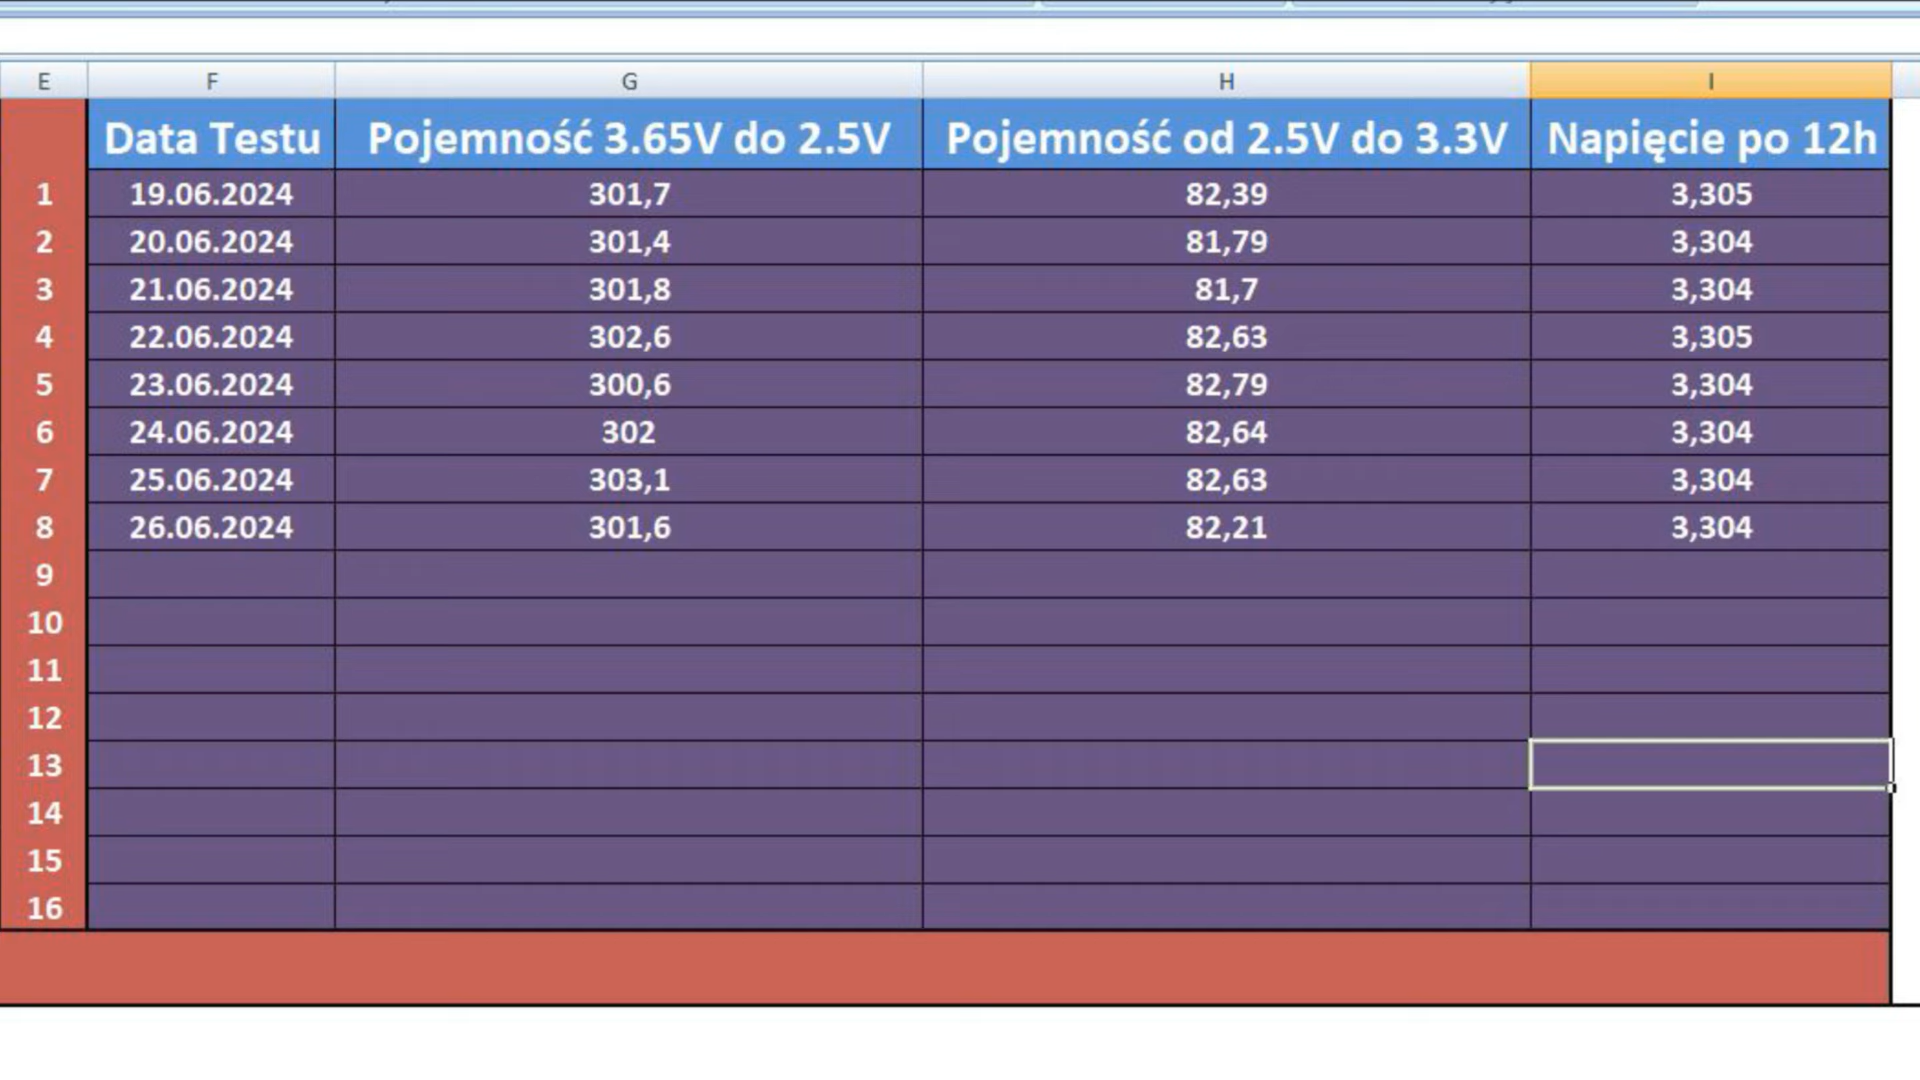 E F G H I
Data Testu Pojemność 3.65V do 2.5V Pojemność od 2.5V do 3.3V Napięcie po 12h
1 19.06.2024 301,7 82,39 3,305
2 20.06.2024 301,4 81,79 3,304
3 21.06.2024 301,8 81,7 3,304
4 22.06.2024 302,6 82,63 3,305
5 23.06.2024 300,6 82,79 3,304
6 24.06.2024 302 82,64 3,304
7 25.06.2024 303,1 82,63 3,304
8 26.06.2024 301,6 82,21 3,304
9
10
11
12
13
14
15
16